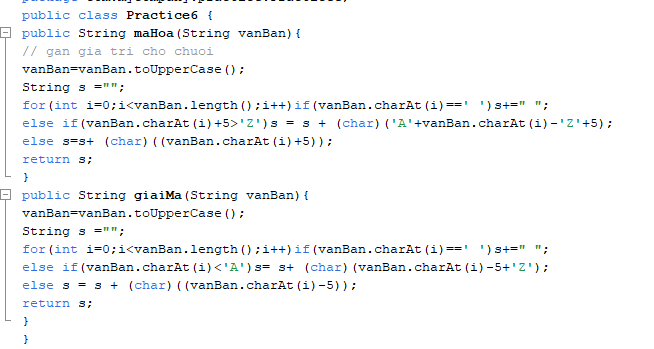 public class Practice6 {
public String maHoa(String vanBan){
// gan gia tri cho chuoi
vanBan=vanBan.toUpperCase();
String s ="";
for(int i=0;i<vanBan.length();i++)if(vanBan.charAt(i)==' ')s+=" ";
else if(vanBan.charAt(i)+5>'Z')s = s + (char)('A'+vanBan.charAt(i)-'Z'+5);
else s=s+ (char)((vanBan.charAt(i)+5));
return s;
}
public String giaiMa(String vanBan){
vanBan=vanBan.toUpperCase();
String s ="";
for(int i=0;i<vanBan.length();i++)if(vanBan.charAt(i)==' ')s+=" ";
else if(vanBan.charAt(i)<'A')s= s+ (char)(vanBan.charAt(i)-5+'Z');
else s = s + (char)((vanBan.charAt(i)-5));
return s;
}
}